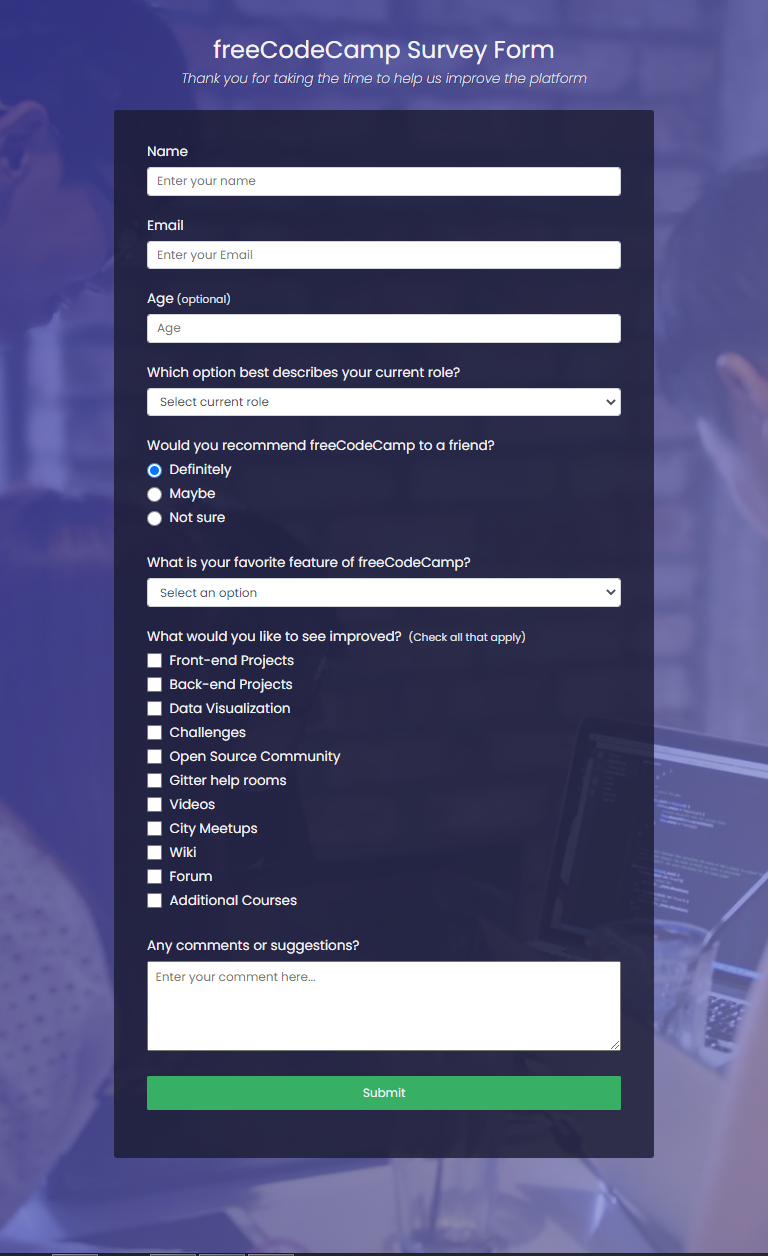 freeCodeCamp Survey Form
Thank you for taking the time to help us improve the platform
Name
Enter your name
Email
Enter your Email
Age (optional)
Age
Which option best describes your current role?
Select current role
Would you recommend freeCodeCamp to a friend?
Definitely
Maybe
Not sure
What is your favorite feature of freeCodeCamp?
Select an option
What would you like to see improved? (Check all that apply)
Front-end Projects
Back-end Projects
Data Visualization
Challenges
Open Source Community
Gitter help rooms
Videos
City Meetups
Wiki
Forum
Additional Courses
Any comments or suggestions?
Enter your comment here...
Submit